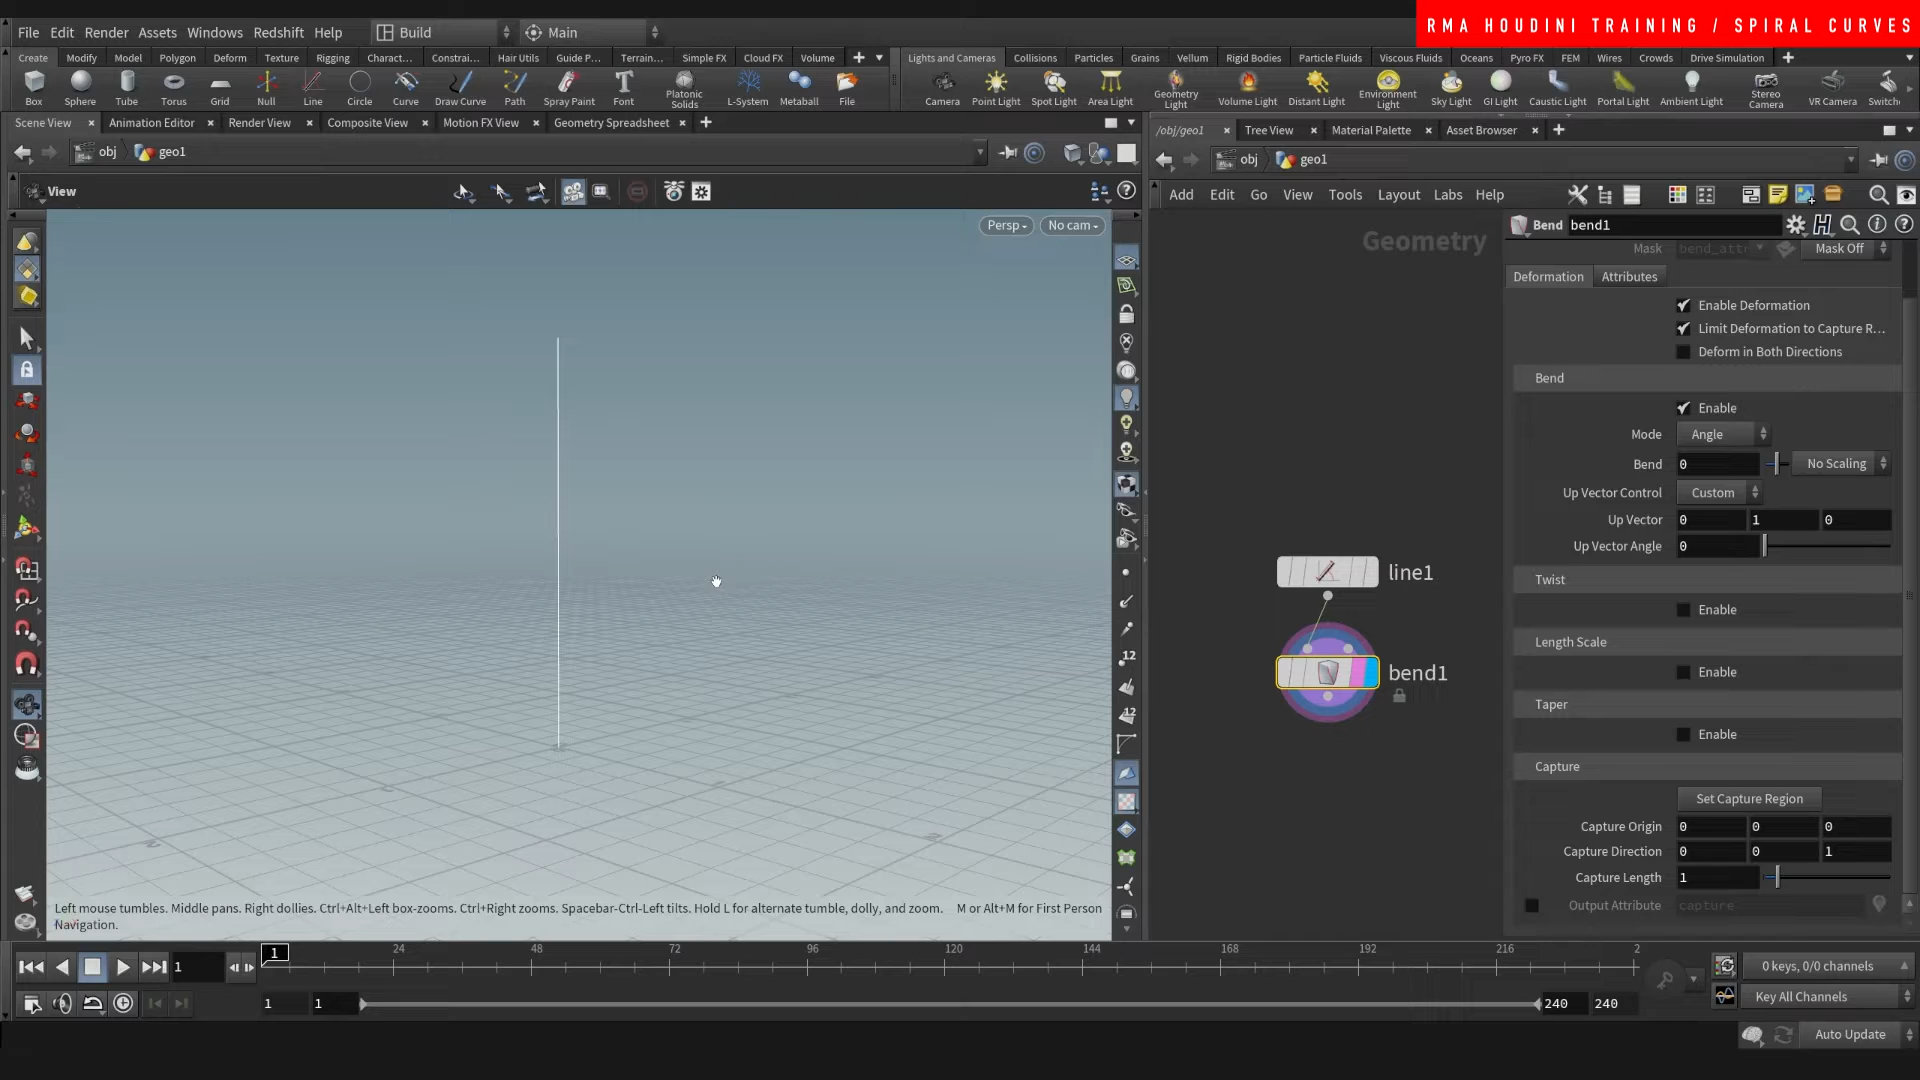 RMA HOUDINI TRAINING / SPIRAL CURVES
File Edit Render Assets Windows Redshift Help Build Main
Create Modify Model Polygon Deform Texture Rigging Charact... Constrai... Hair Utils Guide P... Terrain... Simple FX Cloud FX Volume
Lights and Cameras Collisions Particles Grains Vellum Rigid Bodies Particle Fluids Viscous Fluids Oceans Pyro FX FEM Wires Crowds Drive Simulation
Box Sphere Tube Torus Grid Null Line Circle Curve Draw Curve Path Spray Paint Font Platonic Solids L-System Metaball File
Camera Point Light Spot Light Area Light Geometry Light Volume Light Distant Light Environment Light Sky Light GI Light Caustic Light Portal Light Ambient Light Stereo Camera VR Camera Switch
Scene View Animation Editor Render View Composite View Motion FX View Geometry Spreadsheet
/obj/geo1 Tree View Material Palette Asset Browser
obj geo1
obj geo1
View
Add Edit Go View Tools Layout Labs Help
Persp No cam
Geometry
Bend bend1
Mask bend_attr Mask Off
Deformation Attributes
Enable Deformation
Limit Deformation to Capture R...
Deform in Both Directions
Bend
Enable
Mode Angle
Bend 0 No Scaling
Up Vector Control Custom
Up Vector 0 1 0
Up Vector Angle 0
Twist
Enable
Length Scale
Enable
Taper
Enable
Capture
Set Capture Region
Capture Origin 0 0 0
Capture Direction 0 0 1
Capture Length 1
Output Attribute capture
line1
bend1
12
12
Left mouse tumbles. Middle pans. Right dollies. Ctrl+Alt+Left box-zooms. Ctrl+Right zooms. Spacebar-Ctrl-Left tilts. Hold L for alternate tumble, dolly, and zoom. M or Alt+M for First Person
Navigation.
1 1 24 48 72 96 120 144 168 192 216 2
0 keys, 0/0 channels
1 1 240 240
Key All Channels
Auto Update